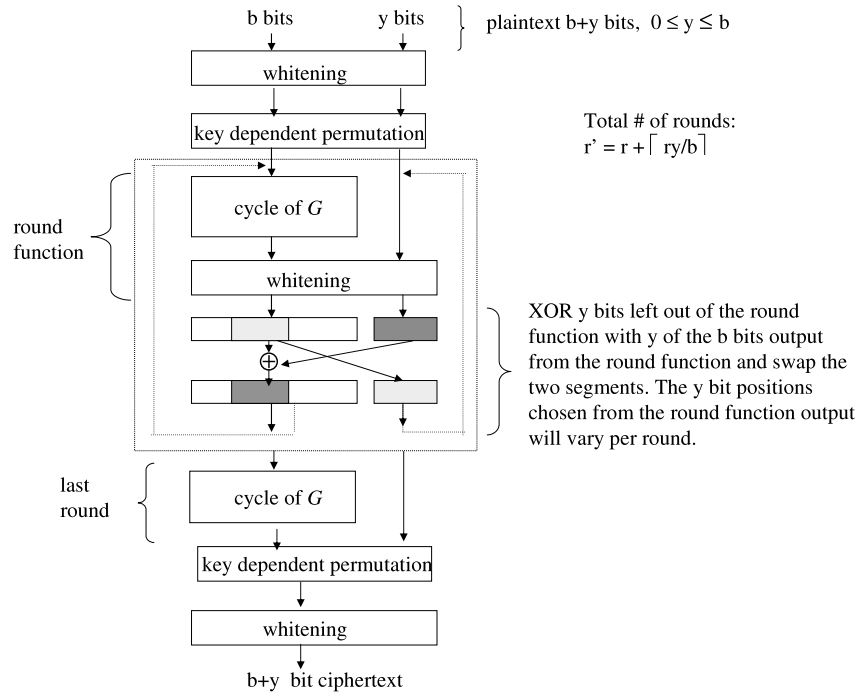 b bits
y bits
plaintext b+y bits, 0 ≤ y ≤ b
whitening
key dependent permutation
Total # of rounds:
r’ = r + ⌈ ry/b ⌉
round
function
cycle of G
whitening
XOR y bits left out of the round
function with y of the b bits output
from the round function and swap the
two segments. The y bit positions
chosen from the round function output
will vary per round.
last
round
cycle of G
key dependent permutation
whitening
b+y bit ciphertext